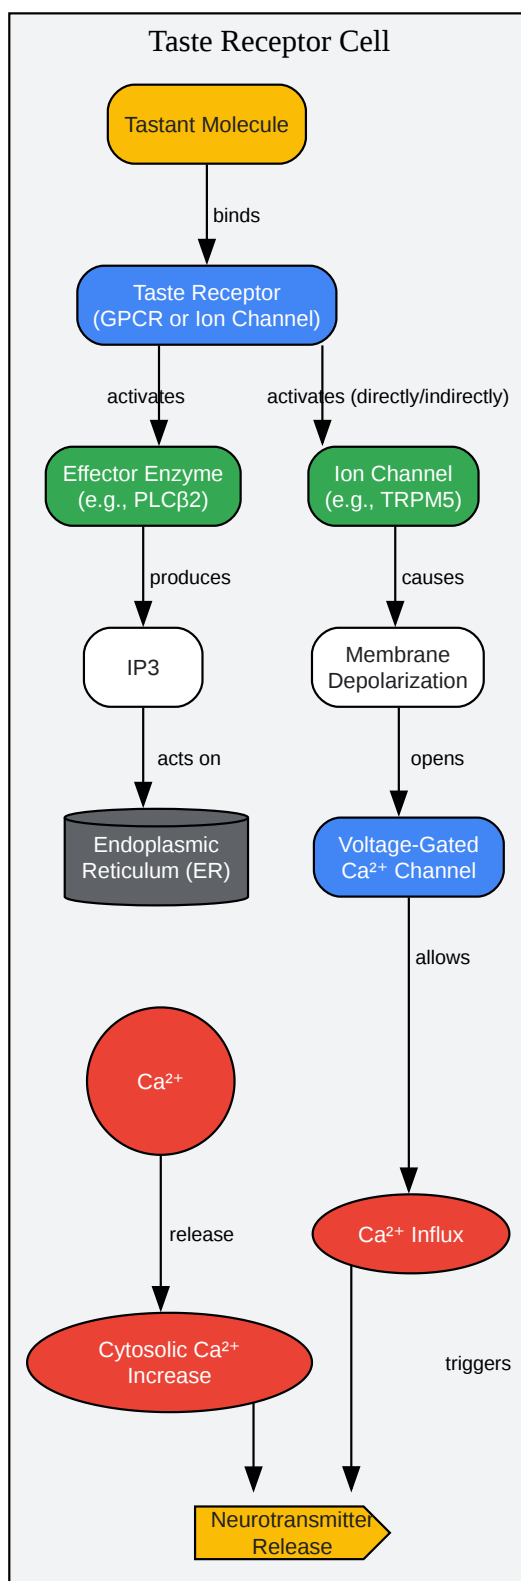 Taste Receptor Cell
Tastant Molecule
binds
Taste Receptor
(GPCR or Ion Channel)
activates
activates (directly/indirectly)
Effector Enzyme
(e.g., PLCβ2)
Ion Channel
(e.g., TRPM5)
produces
causes
IP3
Membrane
Depolarization
acts on
opens
Endoplasmic
Reticulum (ER)
Voltage-Gated
Ca²⁺ Channel
allows
Ca²⁺
release
Ca²⁺ Influx
Cytosolic Ca²⁺
Increase
triggers
Neurotransmitter
Release